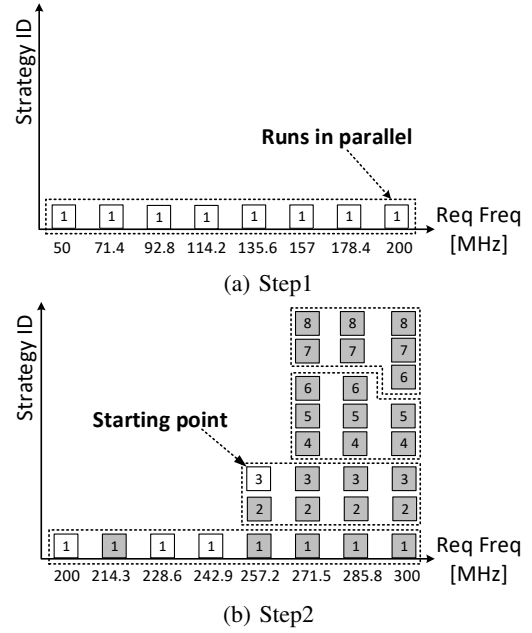 Strategy ID
Runs in parallel
1 1 1 1 1 1 1 1
Req Freq
[MHz]
50 71.4 92.8 114.2 135.6 157 178.4 200
(a) Step1
Strategy ID
8 8 8
7 7 7
6 6 6
5 5 5
4 4 4
Starting point
3 3 3 3
2 2 2 2
1 1 1 1 1 1 1 1
Req Freq
[MHz]
200 214.3 228.6 242.9 257.2 271.5 285.8 300
(b) Step2